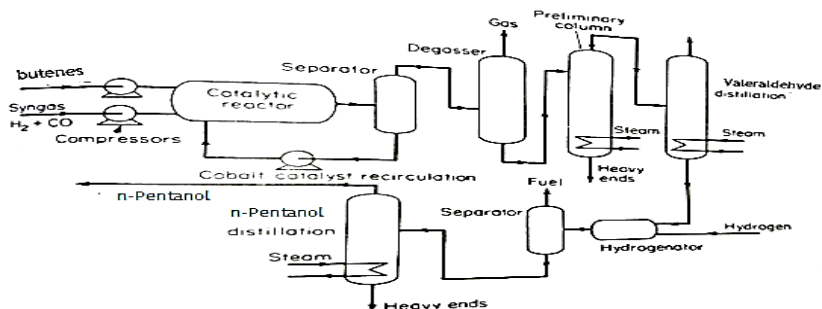 Preliminary
column
Gas
Degasser
Separator
butenes
Catalytic
reactor
Valeraldehyde
distillation
Syngas
H2 + CO
Compressors
Steam
Steam
Heavy
ends
Cobalt catalyst recirculation
n-Pentanol
n-Pentanol
distillation
Fuel
Separator
Hydrogen
Hydrogenator
Steam
Heavy ends